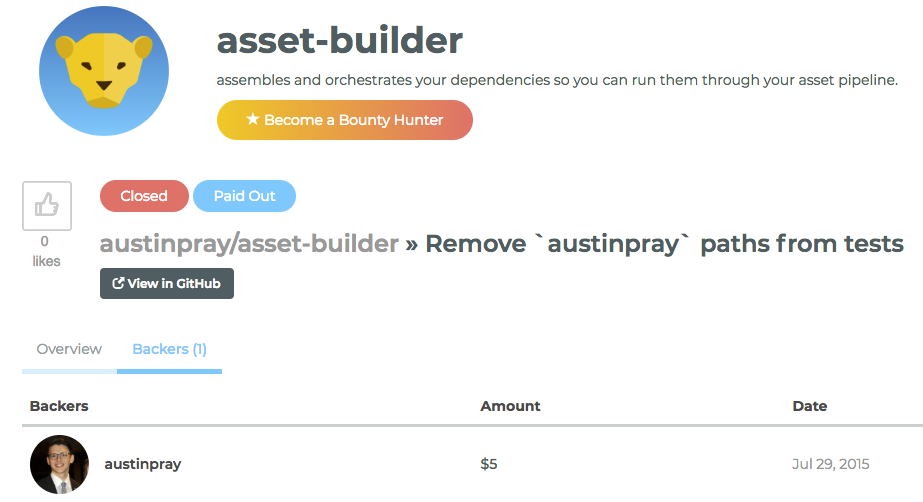 asset-builder
assembles and orchestrates your dependencies so you can run them through your asset pipeline.
★ Become a Bounty Hunter
Closed Paid Out
0
likes
austinpray/asset-builder » Remove `austinpray` paths from tests
View in GitHub
Overview Backers (1)
Backers Amount Date
austinpray $5 Jul 29, 2015